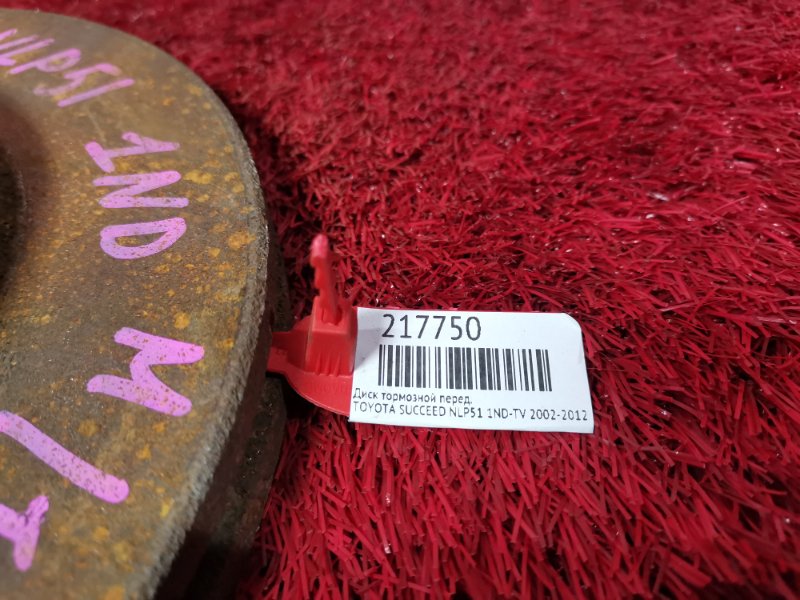 NLP51
1ND
M/T
217750
Диск тормозной перед.
TOYOTA SUCCEED NLP51 1ND-TV 2002-2012